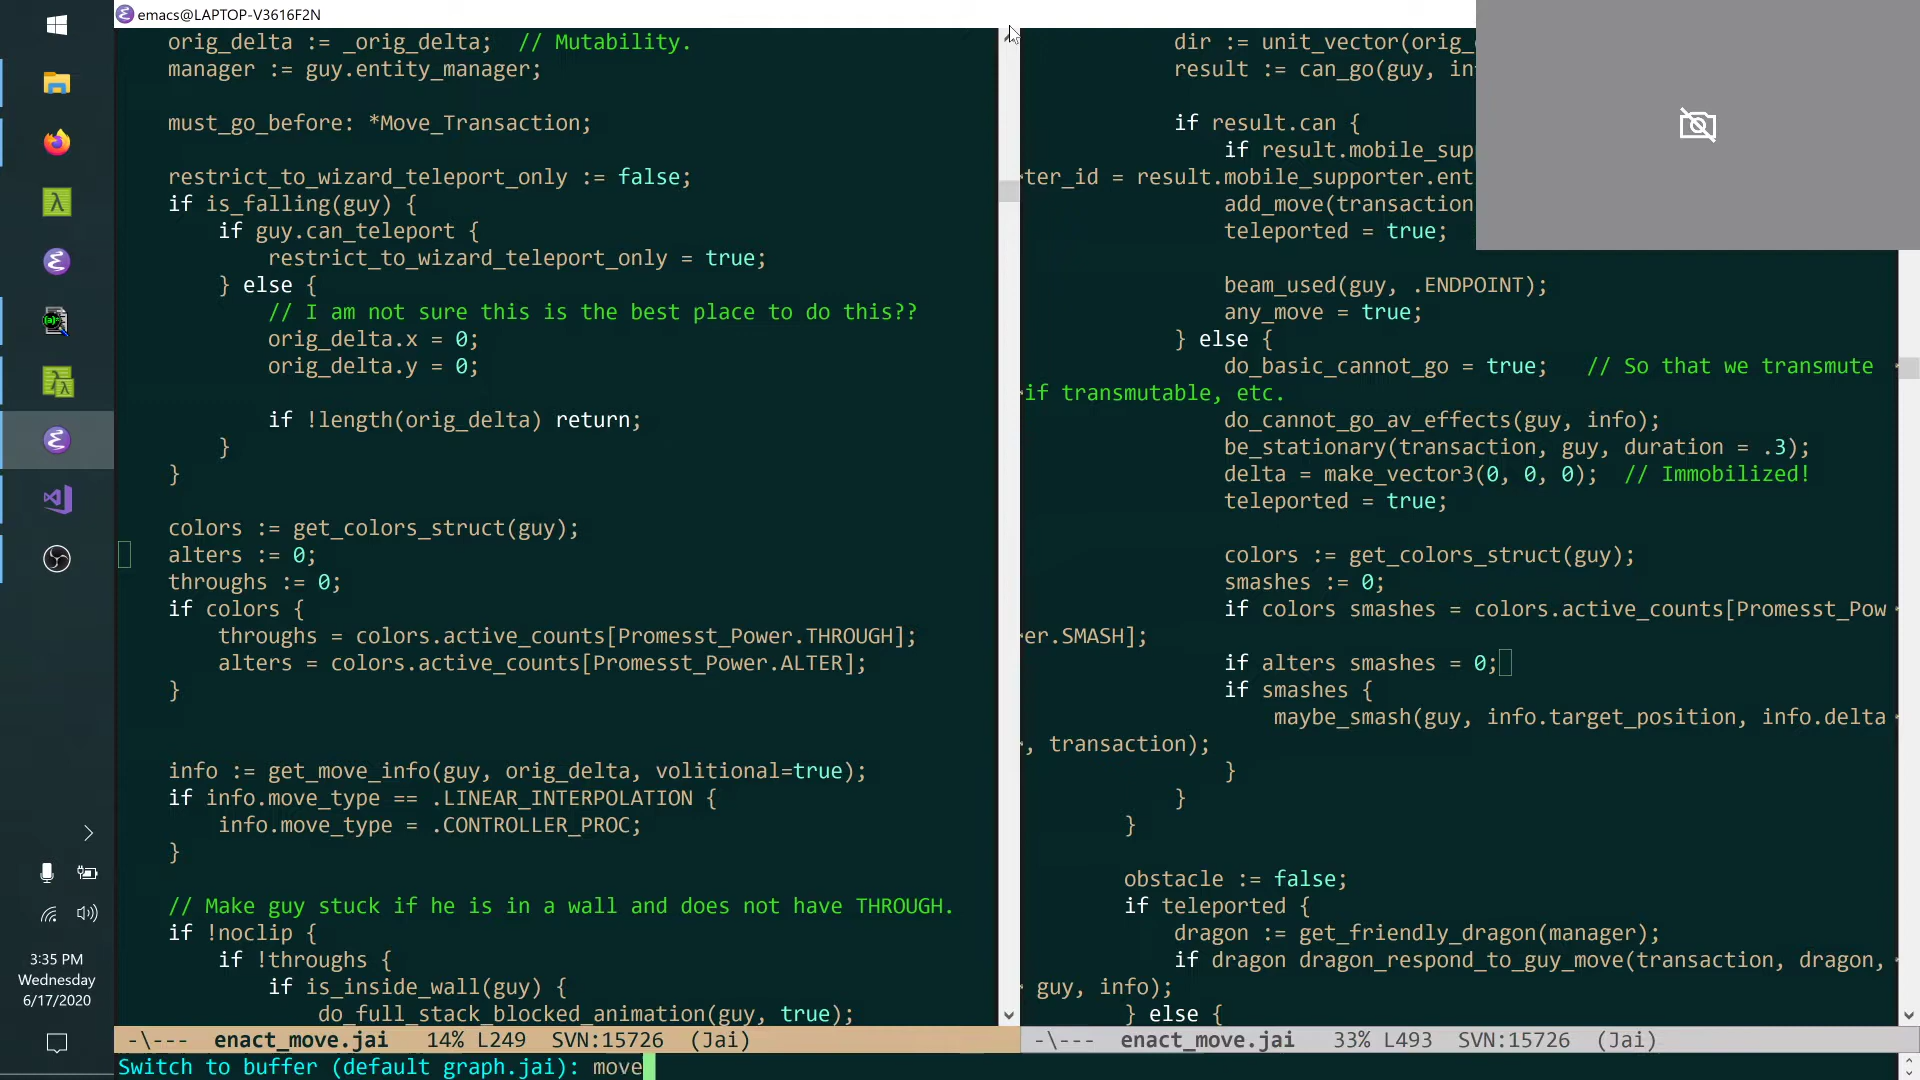 emacs@LAPTOP-V3616F2N
orig_delta := _orig_delta;  // Mutability.
manager := guy.entity_manager;
must_go_before: *Move_Transaction;
restrict_to_wizard_teleport_only := false;
if is_falling(guy) {
if guy.can_teleport {
restrict_to_wizard_teleport_only = true;
} else {
// I am not sure this is the best place to do this??
orig_delta.x = 0;
orig_delta.y = 0;
if !length(orig_delta) return;
}
}
colors := get_colors_struct(guy);
alters := 0;
throughs := 0;
if colors {
throughs = colors.active_counts[Promesst_Power.THROUGH];
alters = colors.active_counts[Promesst_Power.ALTER];
}
info := get_move_info(guy, orig_delta, volitional=true);
if info.move_type == .LINEAR_INTERPOLATION {
info.move_type = .CONTROLLER_PROC;
}
// Make guy stuck if he is in a wall and does not have THROUGH.
if !noclip {
if !throughs {
if is_inside_wall(guy) {
do_full_stack_blocked_animation(guy, true);
-\---  enact_move.jai   14% L249  SVN:15726  (Jai)
dir := unit_vector(orig_
result := can_go(guy, in
if result.can {
if result.mobile_sup
ter_id = result.mobile_supporter.ent
add_move(transaction
teleported = true;
beam_used(guy, .ENDPOINT);
any_move = true;
} else {
do_basic_cannot_go = true;   // So that we transmute
if transmutable, etc.
do_cannot_go_av_effects(guy, info);
be_stationary(transaction, guy, duration = .3);
delta = make_vector3(0, 0, 0);  // Immobilized!
teleported = true;
colors := get_colors_struct(guy);
smashes := 0;
if colors smashes = colors.active_counts[Promesst_Pow
er.SMASH];
if alters smashes = 0;
if smashes {
maybe_smash(guy, info.target_position, info.delta
, transaction);
}
}
}
obstacle := false;
if teleported {
dragon := get_friendly_dragon(manager);
if dragon dragon_respond_to_guy_move(transaction, dragon,
guy, info);
} else {
-\---  enact_move.jai   33% L493  SVN:15726  (Jai)
Switch to buffer (default graph.jai): move
3:35 PM
Wednesday
6/17/2020